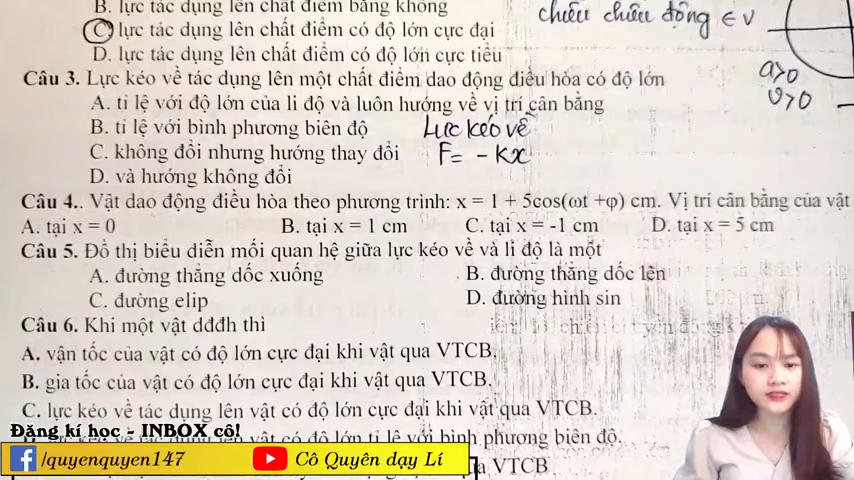 B. lực tác dụng lên chất điểm bằng không
C lực tác dụng lên chất điểm có độ lớn cực đại
D. lực tác dụng lên chất điểm có độ lớn cực tiểu
chiều chiều động ∈ v
a>0
v>0
Câu 3. Lực kéo về tác dụng lên một chất điểm dao động điều hòa có độ lớn
A. tỉ lệ với độ lớn của li độ và luôn hướng về vị trí cân bằng
B. tỉ lệ với bình phương biên độ
Lực kéo về
C. không đổi nhưng hướng thay đổi
F = - Kx
D. và hướng không đổi
Câu 4.. Vật dao động điều hòa theo phương trình: x = 1 + 5cos(ωt +φ) cm. Vị trí cân bằng của vật
A. tại x = 0 B. tại x = 1 cm C. tại x = -1 cm D. tại x = 5 cm
Câu 5. Đồ thị biểu diễn mối quan hệ giữa lực kéo về và li độ là một
A. đường thẳng dốc xuống B. đường thẳng dốc lên
C. đường elip D. đường hình sin
Câu 6. Khi một vật dđđh thì
A. vận tốc của vật có độ lớn cực đại khi vật qua VTCB.
B. gia tốc của vật có độ lớn cực đại khi vật qua VTCB.
C. lực kéo về tác dụng lên vật có độ lớn cực đại khi vật qua VTCB.
vật có độ lớn tỉ lệ với bình phương biên độ.
VTCB
Đăng kí học - INBOX cô!
/quyenquyen147
Cô Quyên dạy Lí